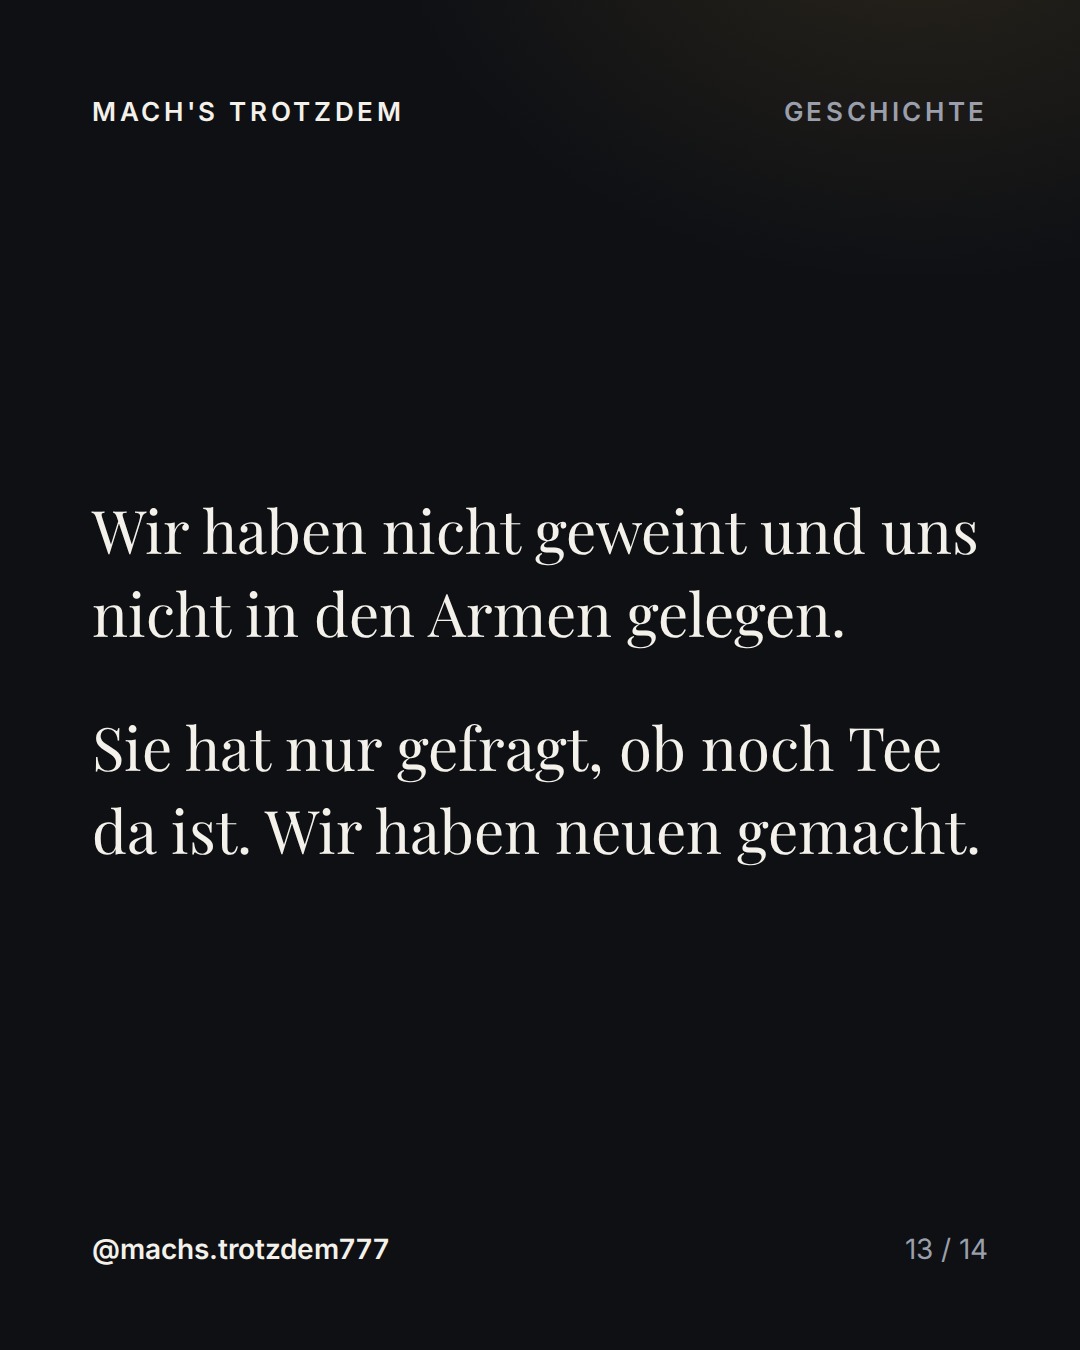 MACH'S TROTZDEM
GESCHICHTE
Wir haben nicht geweint und uns
nicht in den Armen gelegen.
Sie hat nur gefragt, ob noch Tee
da ist. Wir haben neuen gemacht.
@machs.trotzdem777
13 / 14